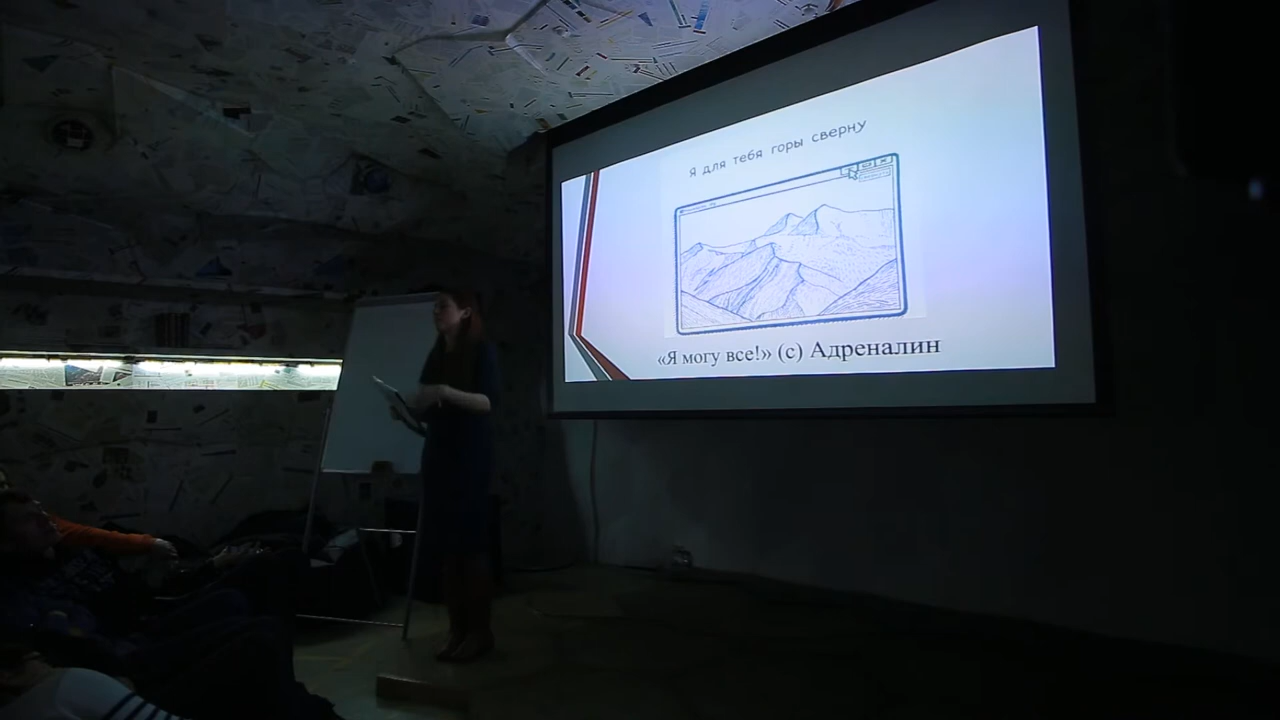 Я для тебя горы сверну
«Я могу все!» (с) Адреналин